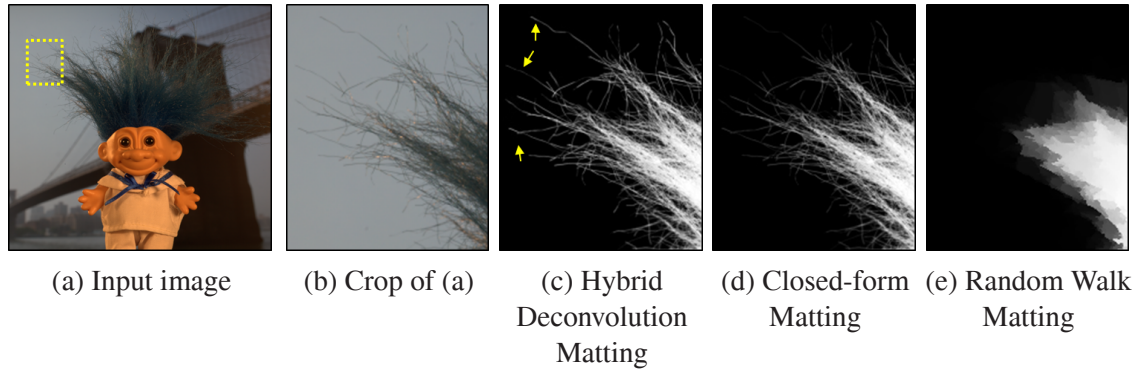 (a) Input image
(b) Crop of (a)
(c) Hybrid
Deconvolution
Matting
(d) Closed-form
Matting
(e) Random Walk
Matting